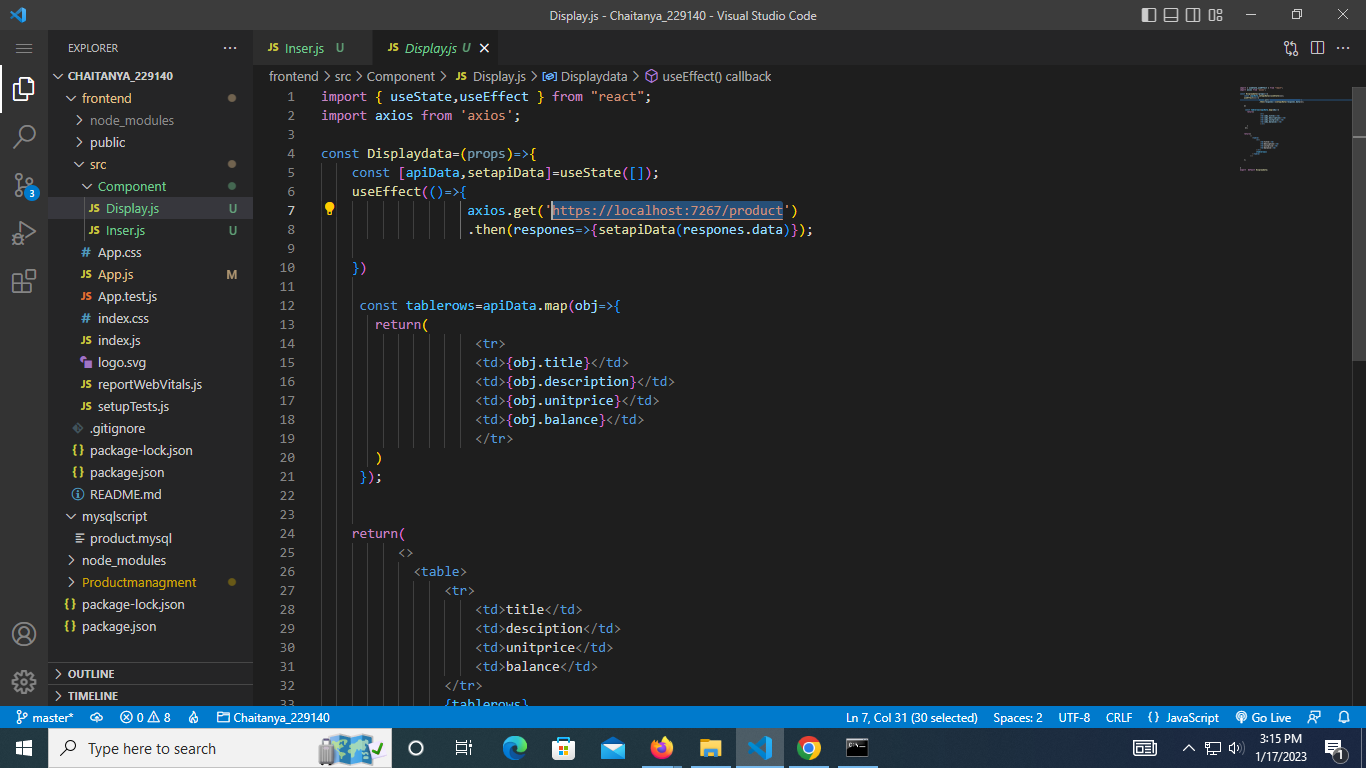 Display.js - Chaitanya_229140 - Visual Studio Code
EXPLORER
CHAITANYA_229140
frontend
node_modules
public
src
Component
JS Display.js U
JS Inser.js U
# App.css
JS App.js M
JS App.test.js
# index.css
JS index.js
logo.svg
JS reportWebVitals.js
JS setupTests.js
.gitignore
{} package-lock.json
{} package.json
README.md
mysqlscript
product.mysql
node_modules
Productmanagment
{} package-lock.json
{} package.json
OUTLINE
TIMELINE
3
JS Inser.js U
JS Display.js U
frontend > src > Component > JS Display.js > Displaydata > useEffect() callback
1 import { useState,useEffect } from "react";
2 import axios from 'axios';
3
4 const Displaydata=(props)=>{
5 const [apiData,setapiData]=useState([]);
6 useEffect(()=>{
7 axios.get('https://localhost:7267/product')
8 .then(respones=>{setapiData(respones.data)});
9
10 })
11
12 const tablerows=apiData.map(obj=>{
13 return(
14 <tr>
15 <td>{obj.title}</td>
16 <td>{obj.description}</td>
17 <td>{obj.unitprice}</td>
18 <td>{obj.balance}</td>
19 </tr>
20 )
21 });
22
23
24 return(
25 <>
26 <table>
27 <tr>
28 <td>title</td>
29 <td>desciption</td>
30 <td>unitprice</td>
31 <td>balance</td>
32 </tr>
33 {tablerows}
master* 0 8 Chaitanya_229140 Ln 7, Col 31 (30 selected) Spaces: 2 UTF-8 CRLF {} JavaScript Go Live
Type here to search
3:15 PM
1/17/2023
1